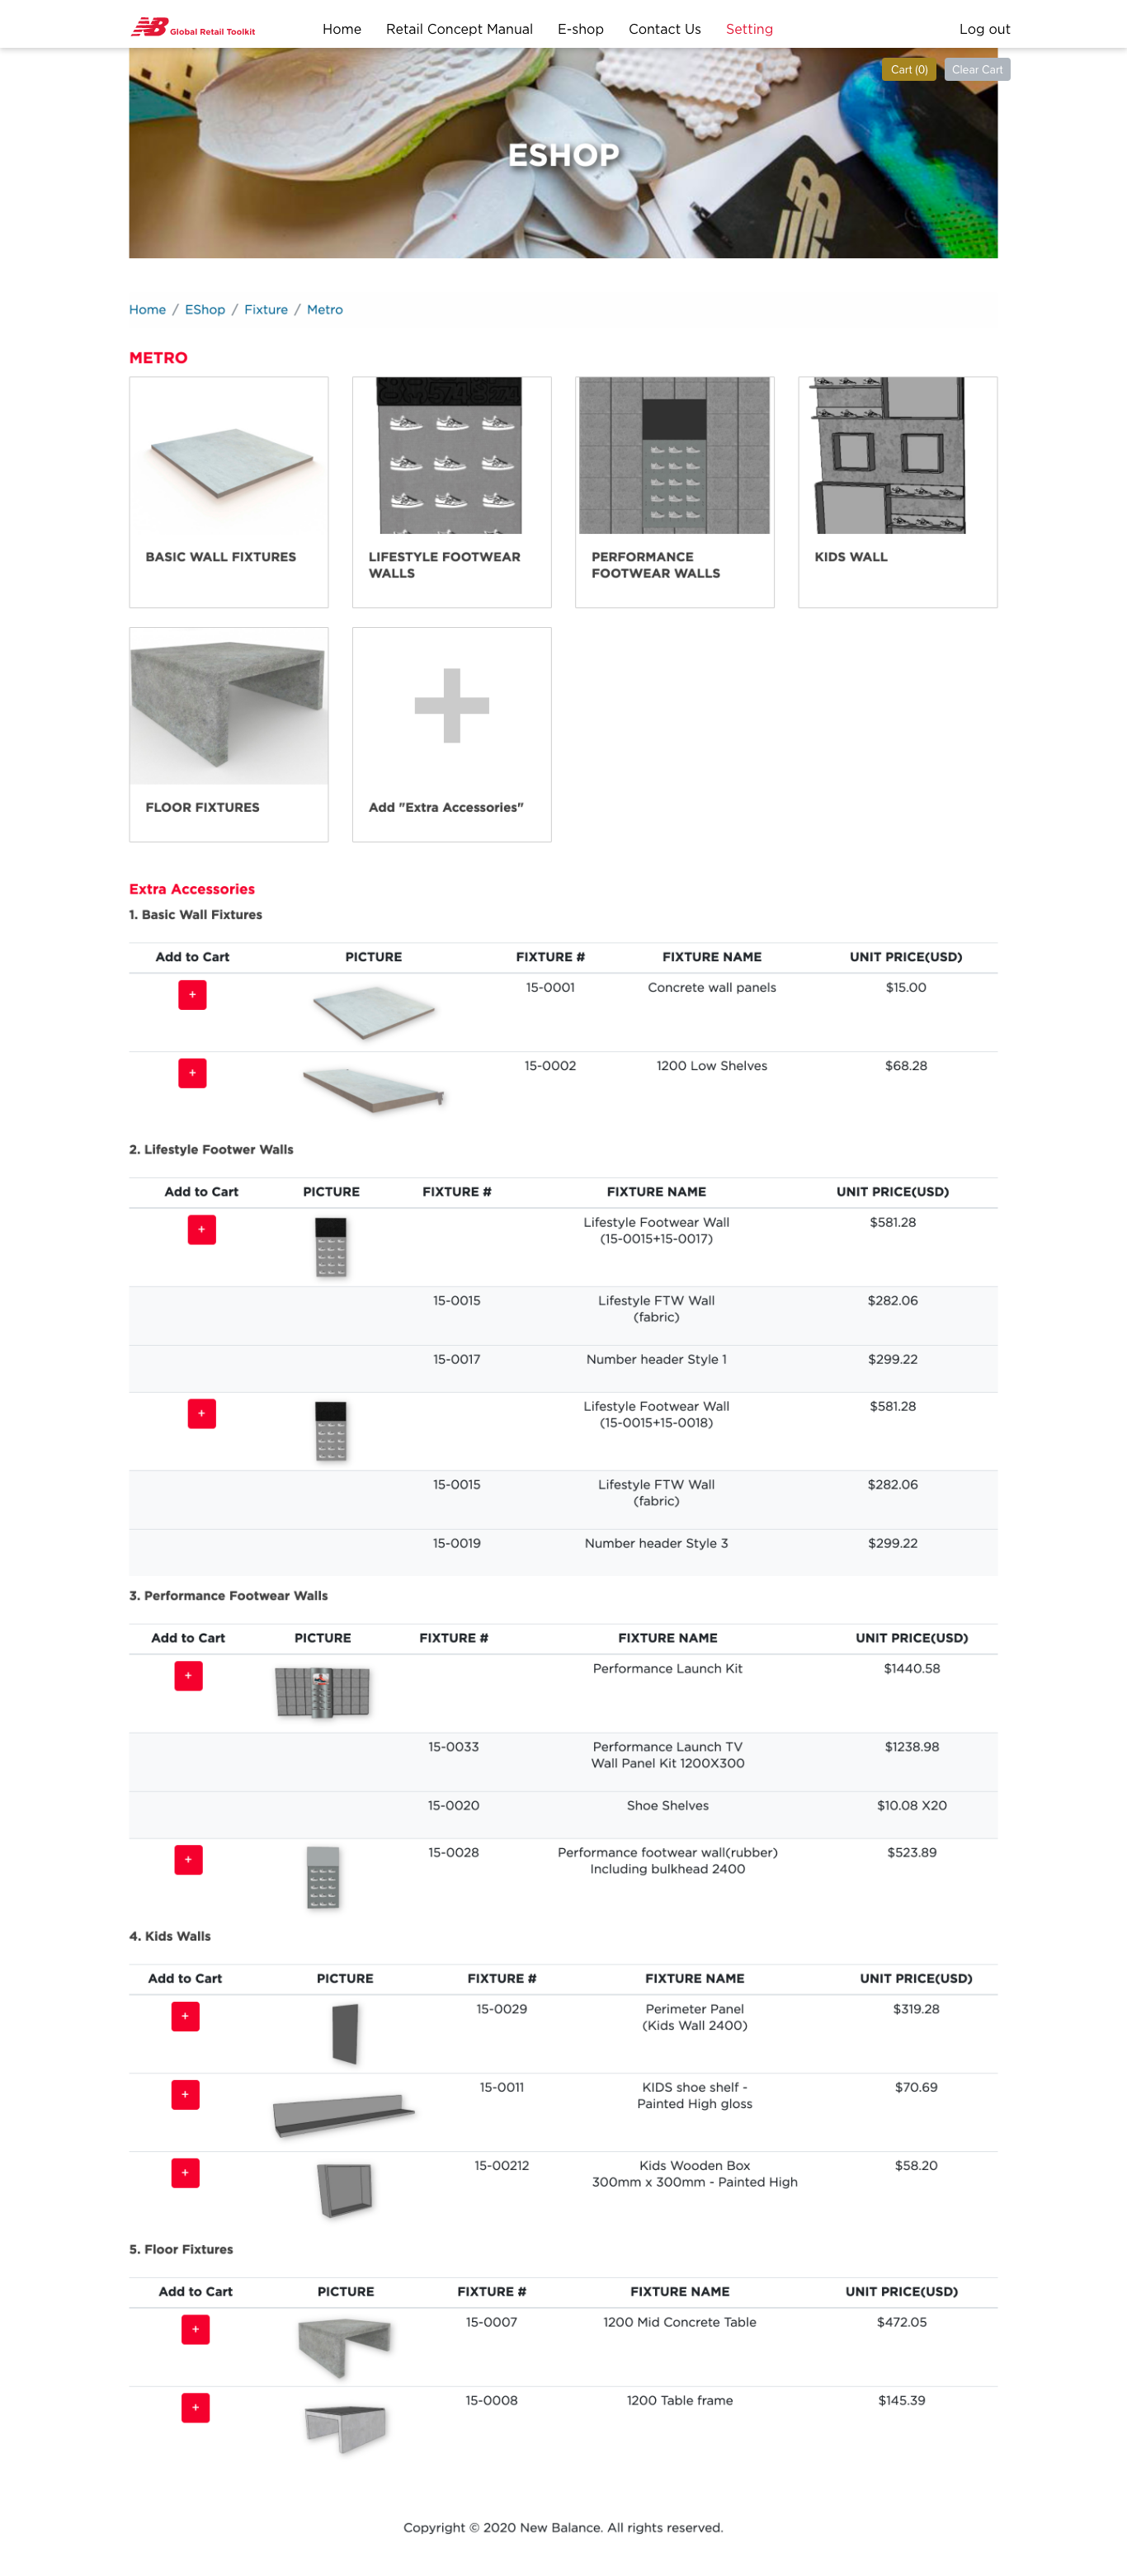 NB Global Retail Toolkit
Home Retail Concept Manual E-shop Contact Us Setting Log out
Cart (0) Clear Cart
ESHOP
Home / EShop / Fixture / Metro
METRO
BASIC WALL FIXTURES
LIFESTYLE FOOTWEAR
WALLS
PERFORMANCE
FOOTWEAR WALLS
KIDS WALL
FLOOR FIXTURES
Add "Extra Accessories"
Extra Accessories
1. Basic Wall Fixtures
Add to Cart PICTURE FIXTURE # FIXTURE NAME UNIT PRICE(USD)
+ 15-0001 Concrete wall panels $15.00
+ 15-0002 1200 Low Shelves $68.28
2. Lifestyle Footwer Walls
Add to Cart PICTURE FIXTURE # FIXTURE NAME UNIT PRICE(USD)
+ Lifestyle Footwear Wall $581.28
(15-0015+15-0017)
15-0015 Lifestyle FTW Wall $282.06
(fabric)
15-0017 Number header Style 1 $299.22
+ Lifestyle Footwear Wall $581.28
(15-0015+15-0018)
15-0015 Lifestyle FTW Wall $282.06
(fabric)
15-0019 Number header Style 3 $299.22
3. Performance Footwear Walls
Add to Cart PICTURE FIXTURE # FIXTURE NAME UNIT PRICE(USD)
+ Performance Launch Kit $1440.58
15-0033 Performance Launch TV $1238.98
Wall Panel Kit 1200X300
15-0020 Shoe Shelves $10.08 X20
+ 15-0028 Performance footwear wall(rubber) $523.89
Including bulkhead 2400
4. Kids Walls
Add to Cart PICTURE FIXTURE # FIXTURE NAME UNIT PRICE(USD)
+ 15-0029 Perimeter Panel $319.28
(Kids Wall 2400)
+ 15-0011 KIDS shoe shelf - $70.69
Painted High gloss
+ 15-00212 Kids Wooden Box $58.20
300mm x 300mm - Painted High
5. Floor Fixtures
Add to Cart PICTURE FIXTURE # FIXTURE NAME UNIT PRICE(USD)
+ 15-0007 1200 Mid Concrete Table $472.05
+ 15-0008 1200 Table frame $145.39
Copyright © 2020 New Balance. All rights reserved.